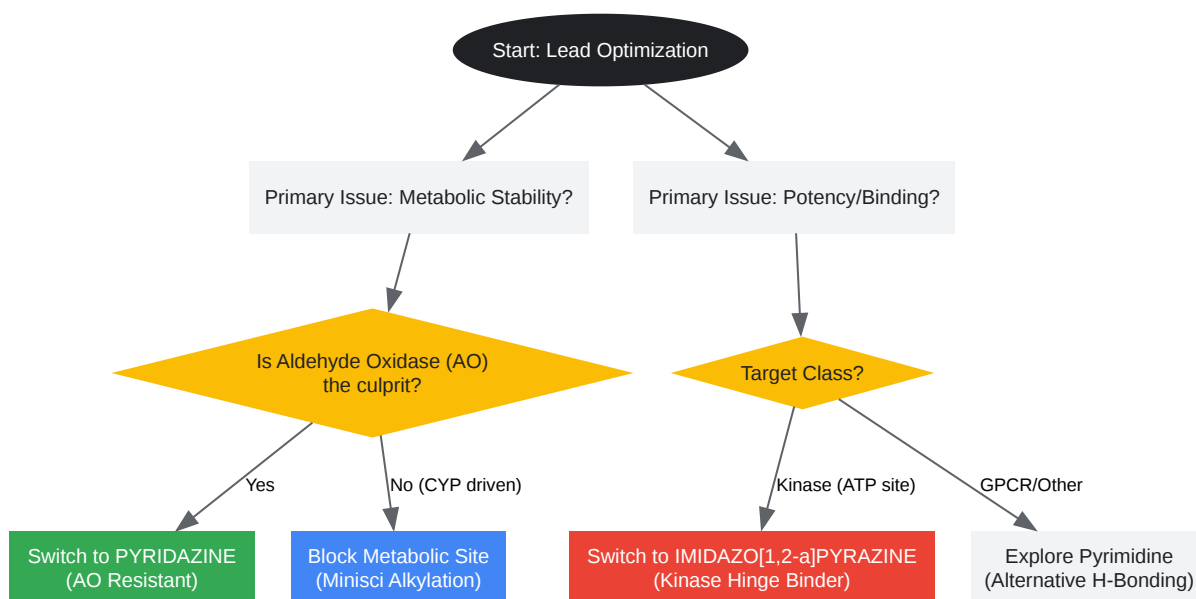 Start: Lead Optimization
Primary Issue: Metabolic Stability?
Primary Issue: Potency/Binding?
Is Aldehyde Oxidase (AO)
the culprit?
Target Class?
Yes
No (CYP driven)
Kinase (ATP site)
GPCR/Other
Switch to PYRIDAZINE
(AO Resistant)
Block Metabolic Site
(Minisci Alkylation)
Switch to IMIDAZO[1,2-a]PYRAZINE
(Kinase Hinge Binder)
Explore Pyrimidine
(Alternative H-Bonding)